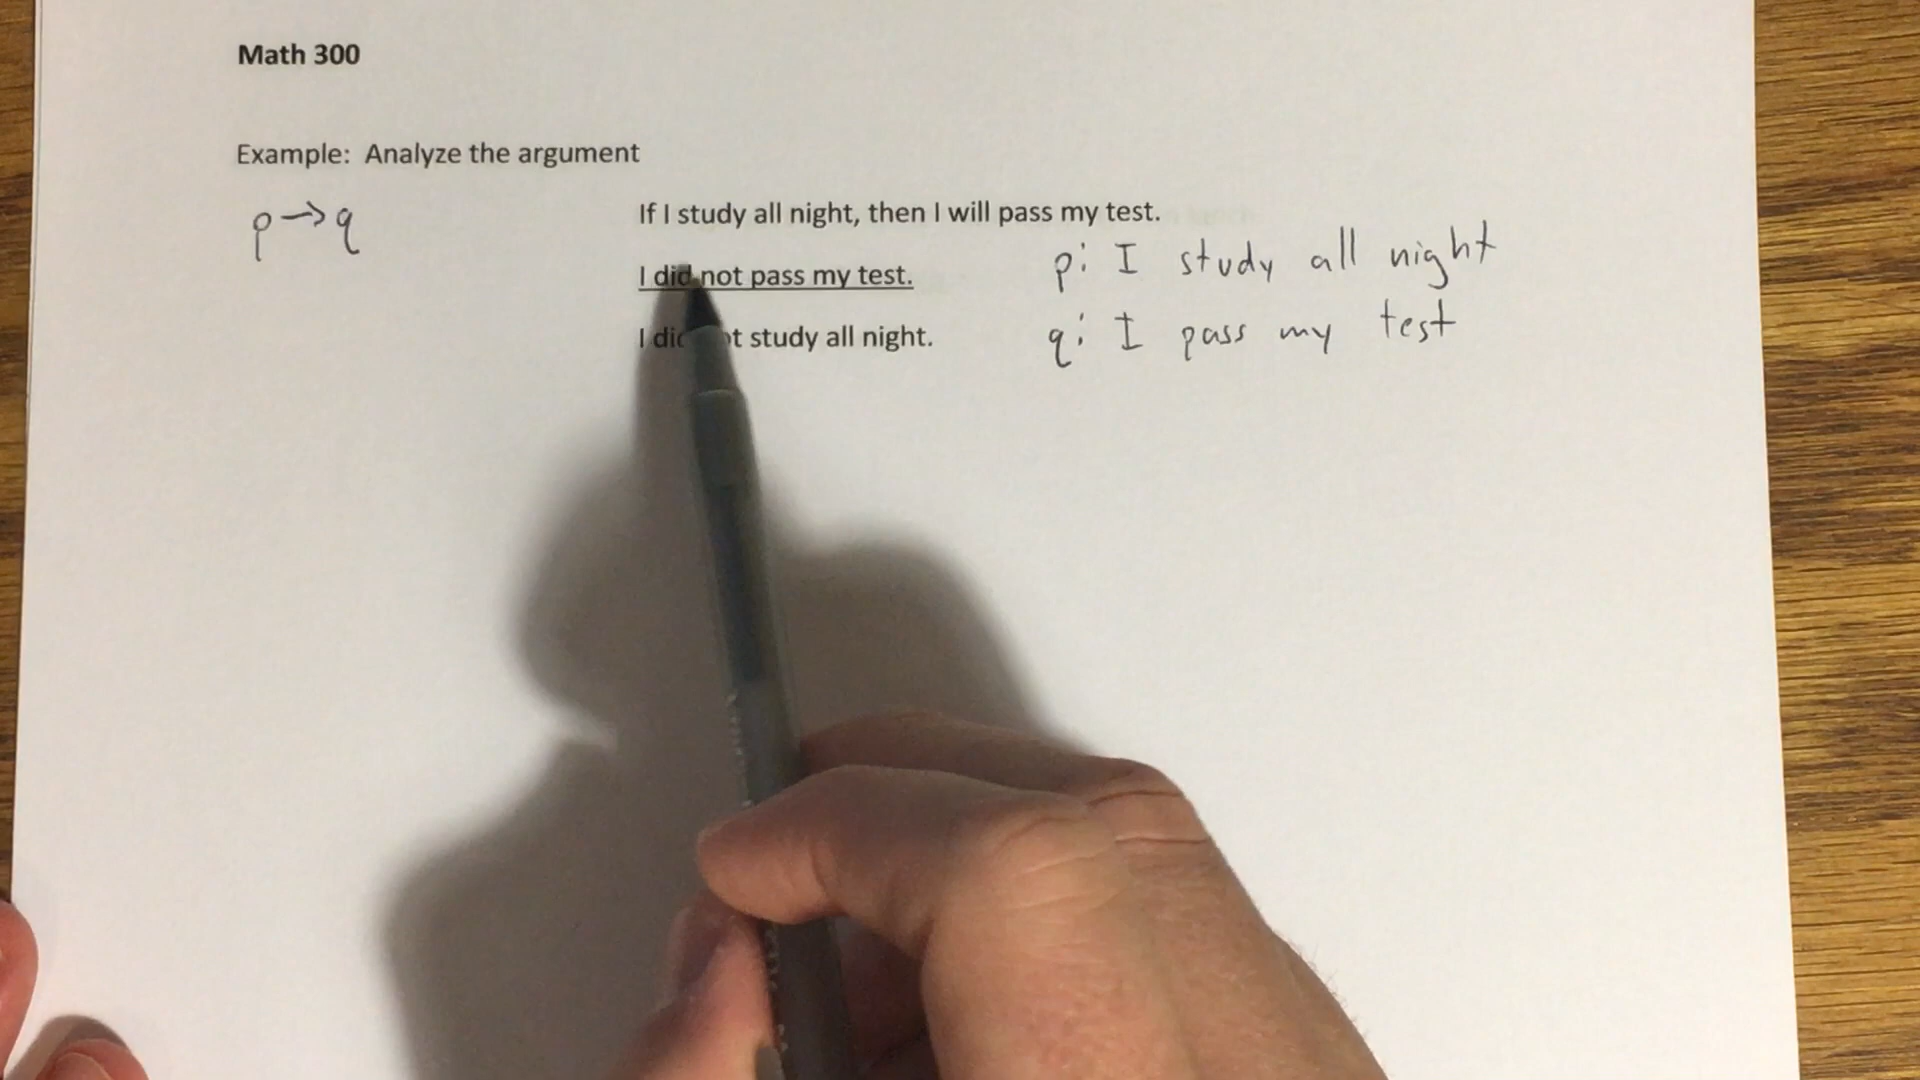 Math 300
Example: Analyze the argument
p→q
If I study all night, then I will pass my test.
I did not pass my test.
I study all night.
p: I study all night
q: I pass my test